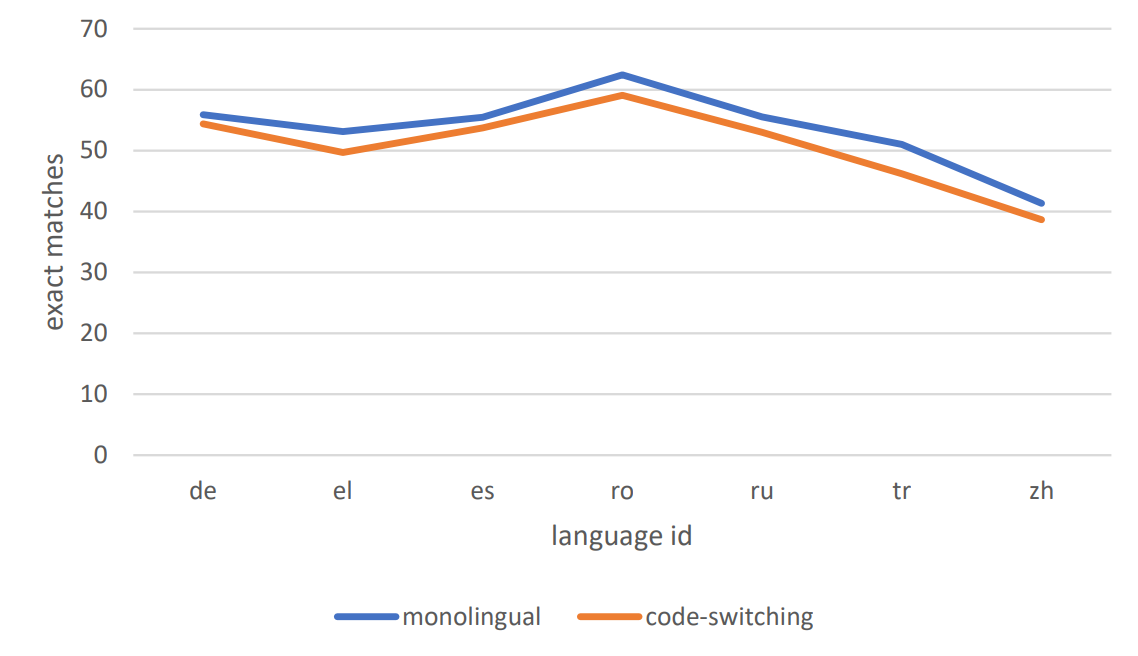 70
60
50
40
30
20
10
0
exact matches
de el es ro ru tr zh
language id
monolingual code-switching